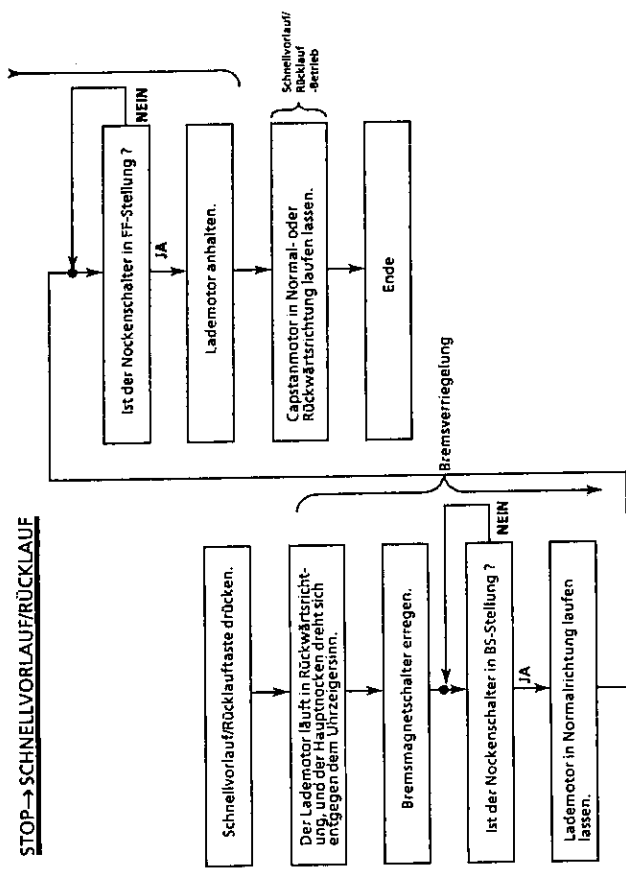 STOP→SCHNELLVORLAUF/RÜCKLAUF
Schnellvorlauf/Rücklauftaste drücken.
Der Lademotor läuft in Rückwärtsricht-
ung, und der Hauptnocken dreht sich
entgegen dem Uhrzeigersinn.
Bremsmagnetschalter erregen.
Ist der Nockenschalter in BS-Stellung ?
NEIN
JA
Lademotor in Normalrichtung laufen
lassen.
Bremsverriegelung
Ist der Nockenschalter in FF-Stellung ?
NEIN
JA
Lademotor anhalten.
Capstanmotor in Normal- oder
Rückwärtsrichtung laufen lassen.
Schnellvorlauf/
Rücklauf
-Betrieb
Ende